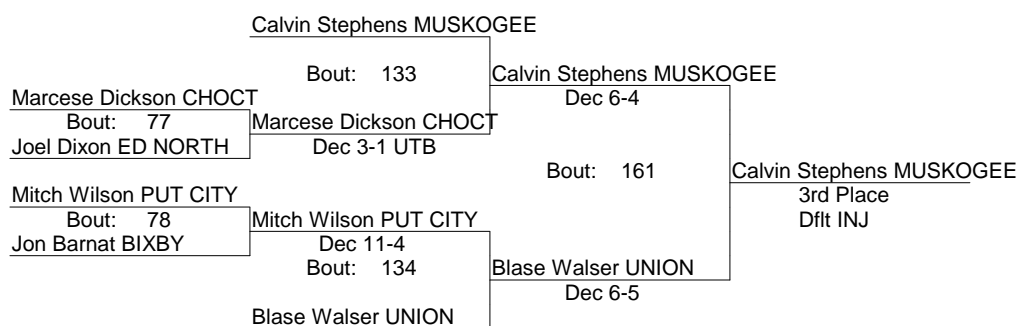 Calvin Stephens MUSKOGEE
Bout: 133
Calvin Stephens MUSKOGEE
Marcese Dickson CHOCT
Dec 6-4
Bout: 77
Marcese Dickson CHOCT
Joel Dixon ED NORTH
Dec 3-1 UTB
Bout: 161
Calvin Stephens MUSKOGEE
Mitch Wilson PUT CITY
3rd Place
Bout: 78
Mitch Wilson PUT CITY
Dflt INJ
Jon Barnat BIXBY
Dec 11-4
Bout: 134
Blase Walser UNION
Dec 6-5
Blase Walser UNION